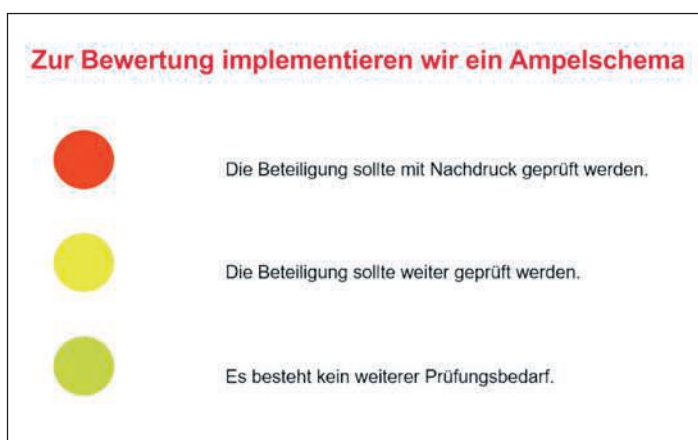 Zur Bewertung implementieren wir ein Ampelschema
Die Beteiligung sollte mit Nachdruck geprüft werden.
Die Beteiligung sollte weiter geprüft werden.
Es besteht kein weiterer Prüfungsbedarf.